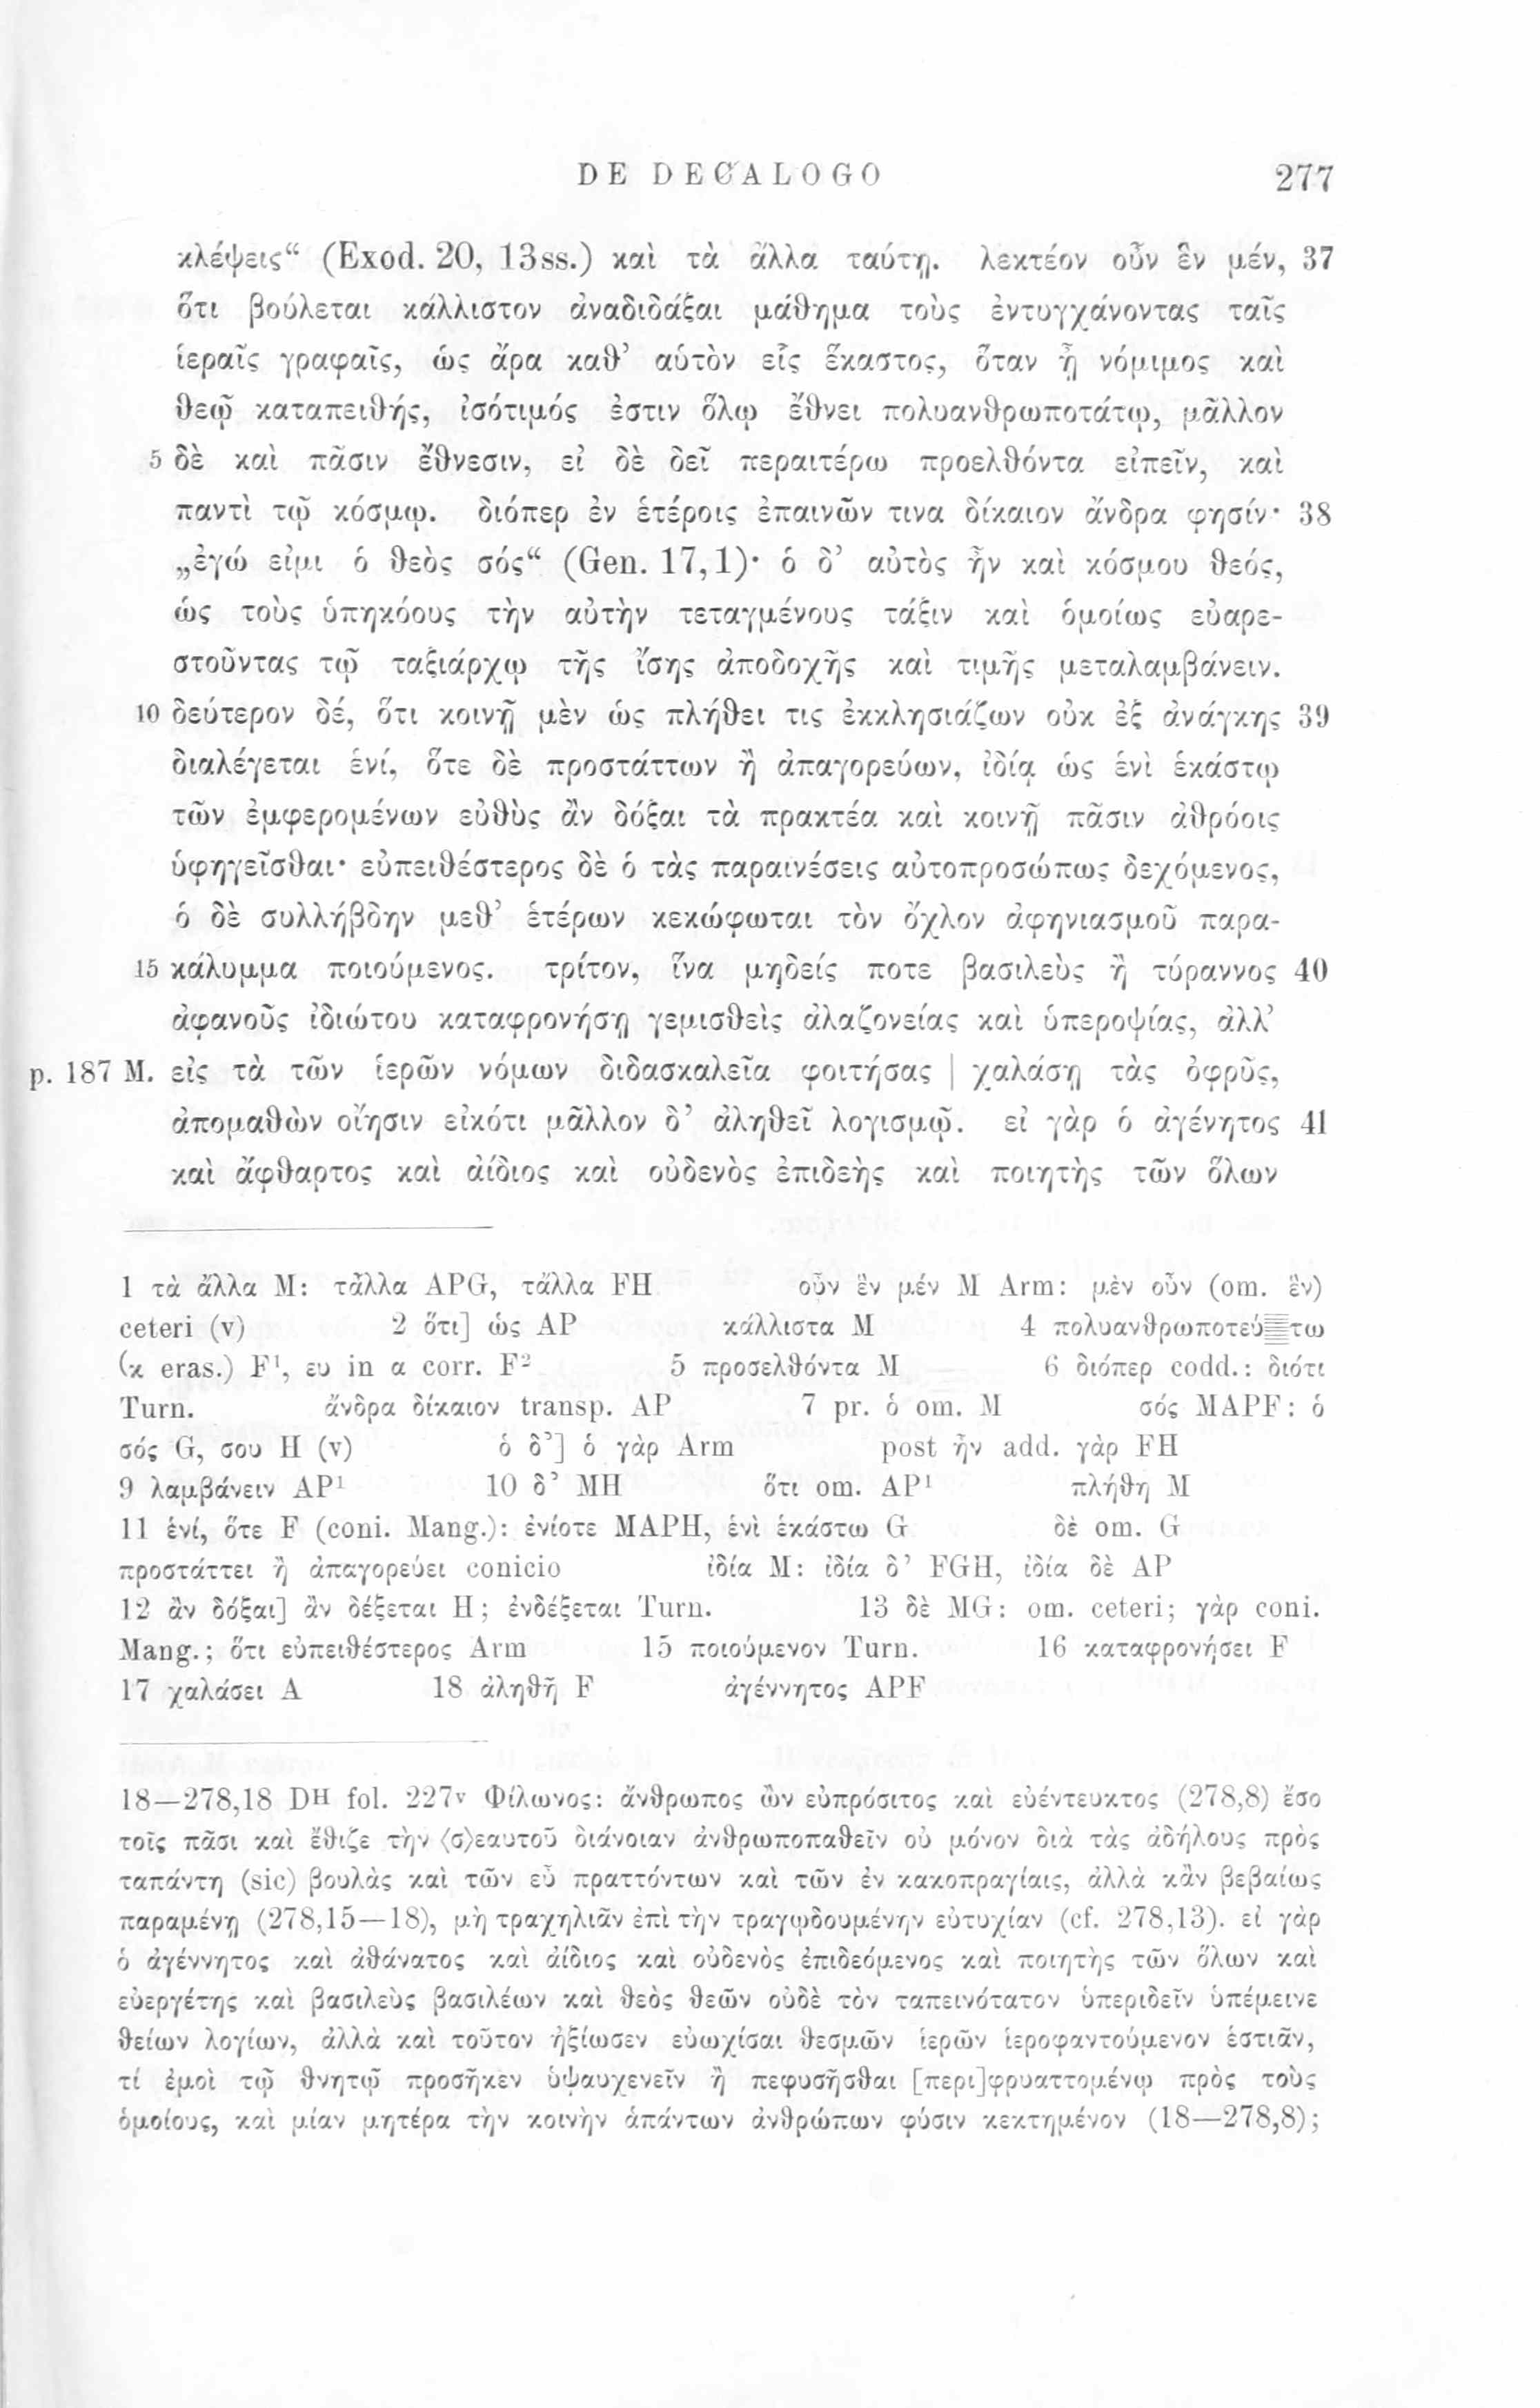 DE DECALOGO 277
κλέψεις“ (Exod. 20, 13ss.) καὶ τὰ ἄλλα ταύτῃ. λεκτέον οὖν ἓν μέν, 37
ὅτι βούλεται κάλλιστον ἀναδιδάξαι μάθημα τοὺς ἐντυγχάνοντας ταῖς
ἱεραῖς γραφαῖς, ὡς ἄρα καθ’ αὑτὸν εἷς ἕκαστος, ὅταν ᾖ νόμιμος καὶ
θεῷ καταπειθής, ἰσότιμός ἐστιν ὅλῳ ἔθνει πολυανθρωποτάτῳ, μᾶλλον
5 δὲ καὶ πᾶσιν ἔθνεσιν, εἰ δὲ δεῖ περαιτέρω προελθόντα εἰπεῖν, καὶ
παντὶ τῷ κόσμῳ. διόπερ ἐν ἑτέροις ἐπαινῶν τινα δίκαιον ἄνδρα φησίν· 38
„ἐγώ εἰμι ὁ θεὸς σός“ (Gen. 17,1)· ὁ δ’ αὐτὸς ἦν καὶ κόσμου θεός,
ὡς τοὺς ὑπηκόους τὴν αὐτὴν τεταγμένους τάξιν καὶ ὁμοίως εὐαρε-
στοῦντας τῷ ταξιάρχῳ τῆς ἴσης ἀποδοχῆς καὶ τιμῆς μεταλαμβάνειν.
10 δεύτερον δέ, ὅτι κοινῇ μὲν ὡς πλήθει τις ἐκκλησιάζων οὐκ ἐξ ἀνάγκης 39
διαλέγεται ἑνί, ὅτε δὲ προστάττων ἢ ἀπαγορεύων, ἰδίᾳ ὡς ἑνὶ ἑκάστῳ
τῶν ἐμφερομένων εὐθὺς ἂν δόξαι τὰ πρακτέα καὶ κοινῇ πᾶσιν ἀθρόοις
ὑφηγεῖσθαι· εὐπειθέστερος δὲ ὁ τὰς παραινέσεις αὐτοπροσώπως δεχόμενος,
ὁ δὲ συλλήβδην μεθ’ ἑτέρων κεκώφωται τὸν ὄχλον ἀφηνιασμοῦ παρα-
15 κάλυμμα ποιούμενος. τρίτον, ἵνα μηδείς ποτε βασιλεὺς ἢ τύραννος 40
ἀφανοῦς ἰδιώτου καταφρονήσῃ γεμισθεὶς ἀλαζονείας καὶ ὑπεροψίας, ἀλλ’
p. 187 M. εἰς τὰ τῶν ἱερῶν νόμων διδασκαλεῖα φοιτήσας | χαλάσῃ τὰς ὀφρῦς,
ἀπομαθὼν οἴησιν εἰκότι μᾶλλον δ’ ἀληθεῖ λογισμῷ. εἰ γὰρ ὁ ἀγένητος 41
καὶ ἄφθαρτος καὶ ἀίδιος καὶ οὐδενὸς ἐπιδεὴς καὶ ποιητὴς τῶν ὅλων
1 τὰ ἄλλα M: τἆλλα APG, τἄλλα FH οὖν ἓν μέν M Arm: μὲν οὖν (om. ἓν)
ceteri (v) 2 ὅτι] ὡς AP κάλλιστα M 4 πολυανθρωποτεύ τω
(κ eras.) F¹, ευ in α corr. F² 5 προσελθόντα M 6 διόπερ codd.: διότι
Turn. ἄνδρα δίκαιον transp. AP 7 pr. ὁ om. M σός MAPF: ὁ
σός G, σου H (v) ὁ δ’] ὁ γὰρ Arm post ἦν add. γὰρ FH
9 λαμβάνειν AP¹ 10 δ’ MH ὅτι om. AP¹ πλήθη M
11 ἑνί, ὅτε F (coni. Mang.): ἐνίοτε MAPH, ἑνὶ ἑκάστω G δὲ om. G
προστάττει ἢ ἀπαγορεύει conicio ἰδία M: ἰδία δ’ FGH, ἰδία δὲ AP
12 ἂν δόξαι] ἂν δέξεται H; ἐνδέξεται Turn. 13 δὲ MG: om. ceteri; γὰρ coni.
Mang.; ὅτι εὐπειθέστερος Arm 15 ποιούμενον Turn. 16 καταφρονήσει F
17 χαλάσει A 18 ἀληθῆ F ἀγέννητος APF
18—278,18 Dᴴ fol. 227ᵛ Φίλωνος: ἄνθρωπος ὢν εὐπρόσιτος καὶ εὐέντευκτος (278,8) ἔσο
τοῖς πᾶσι καὶ ἔθιζε τὴν ⟨σ⟩εαυτοῦ διάνοιαν ἀνθρωποπαθεῖν οὐ μόνον διὰ τὰς ἀδήλους πρὸς
ταπάντη (sic) βουλὰς καὶ τῶν εὖ πραττόντων καὶ τῶν ἐν κακοπραγίαις, ἀλλὰ κἂν βεβαίως
παραμένῃ (278,15—18), μὴ τραχηλιᾶν ἐπὶ τὴν τραγῳδουμένην εὐτυχίαν (cf. 278,13). εἰ γὰρ
ὁ ἀγέννητος καὶ ἀθάνατος καὶ ἀίδιος καὶ οὐδενὸς ἐπιδεόμενος καὶ ποιητὴς τῶν ὅλων καὶ
εὐεργέτης καὶ βασιλεὺς βασιλέων καὶ θεὸς θεῶν οὐδὲ τὸν ταπεινότατον ὑπεριδεῖν ὑπέμεινε
θείων λογίων, ἀλλὰ καὶ τοῦτον ἠξίωσεν εὐωχίσαι θεσμῶν ἱερῶν ἱεροφαντούμενον ἑστιᾶν,
τί ἐμοὶ τῷ θνητῷ προσῆκεν ὑψαυχενεῖν ἢ πεφυσῆσθαι [περι]φρυαττομένῳ πρὸς τοὺς
ὁμοίους, καὶ μίαν μητέρα τὴν κοινὴν ἁπάντων ἀνθρώπων φύσιν κεκτημένον (18—278,8);